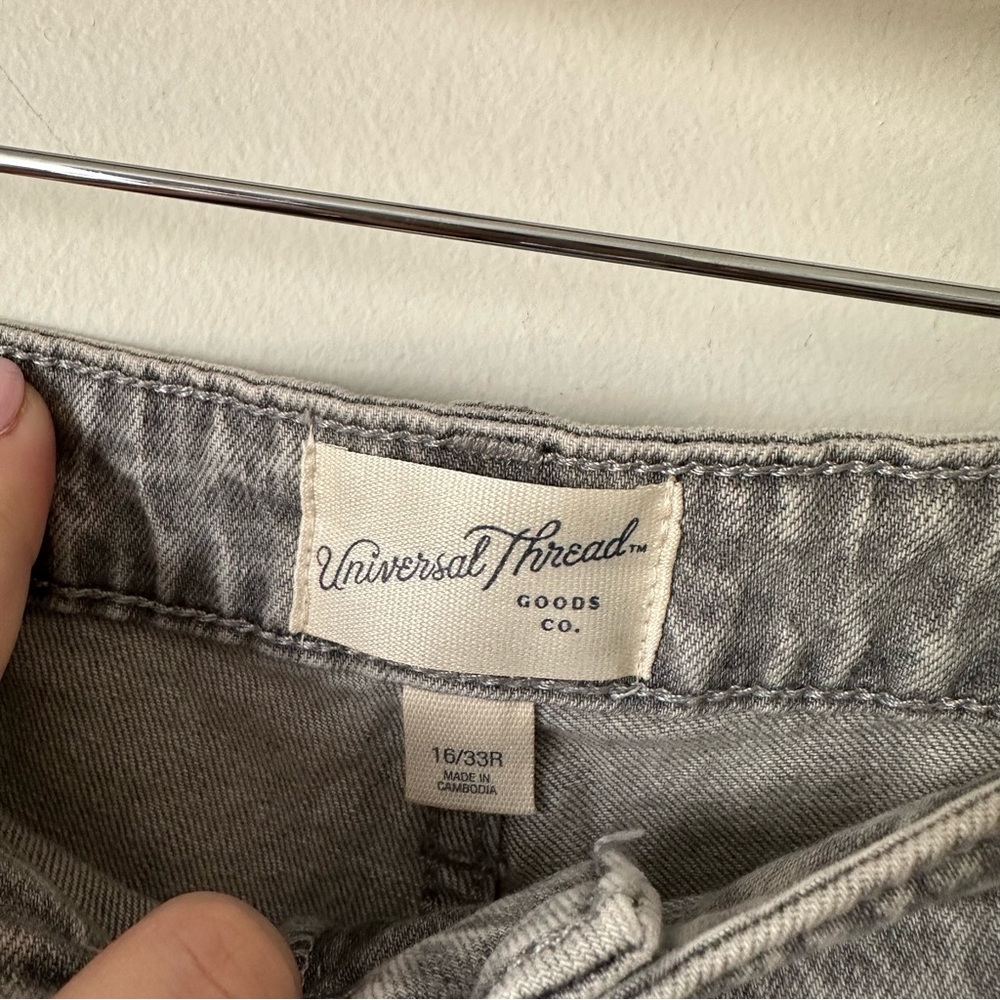 Universal Thread™
GOODS
CO.
16/33R
MADE IN
CAMBODIA